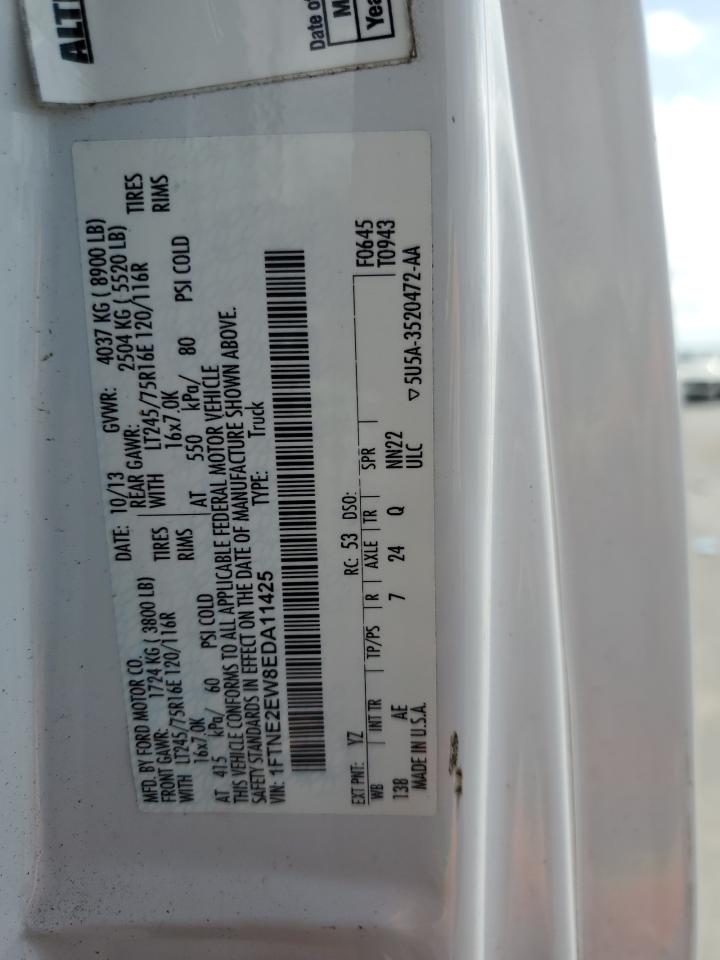 ALT
Date of
M
Yea
MFD. BY FORD MOTOR CO.
DATE: 10/13 GVWR: 4037 KG ( 8900 LB)
FRONT GAWR: 1724 KG ( 3800 LB) REAR GAWR: 2504 KG ( 5520 LB)
WITH LT245/75R16E 120/116R TIRES WITH LT245/75R16E 120/116R TIRES
16x7.0K RIMS 16x7.0K RIMS
AT 415 kPa/ 60 PSI COLD AT 550 kPa/ 80 PSI COLD
THIS VEHICLE CONFORMS TO ALL APPLICABLE FEDERAL MOTOR VEHICLE
SAFETY STANDARDS IN EFFECT ON THE DATE OF MANUFACTURE SHOWN ABOVE.
VIN: 1FTNE2EW8EDA11425 TYPE: Truck
EXT PNT: YZ RC: 53 DSO: F0645
WB INT TR TP/PS R AXLE TR SPR T0943
138 AE 7 24 Q NN22
MADE IN U.S.A. ULC
▽5U5A-3520472-AA